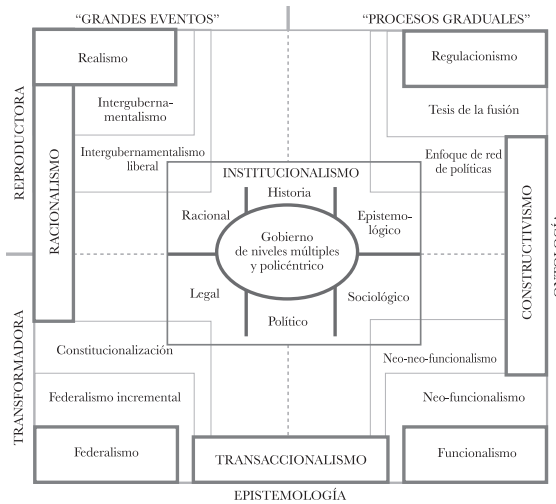 “GRANDES EVENTOS”
“PROCESOS GRADUALES”
Realismo
Regulacionismo
REPRODUCTORA
Interguberna-
mentalismo
Tesis de la fusión
RACIONALISMO
Intergubernamentalismo
liberal
Enfoque de red
de políticas
INSTITUCIONALISMO
Historia
Racional
Epistemo-
lógico
Gobierno
de niveles múltiples
y policéntrico
CONSTRUCTIVISMO
ONTOLOGÍA
Legal
Sociológico
Político
TRANSFORMADORA
Constitucionalización
Neo-neo-funcionalismo
Federalismo incremental
Neo-funcionalismo
Federalismo
TRANSACCIONALISMO
Funcionalismo
EPISTEMOLOGÍA